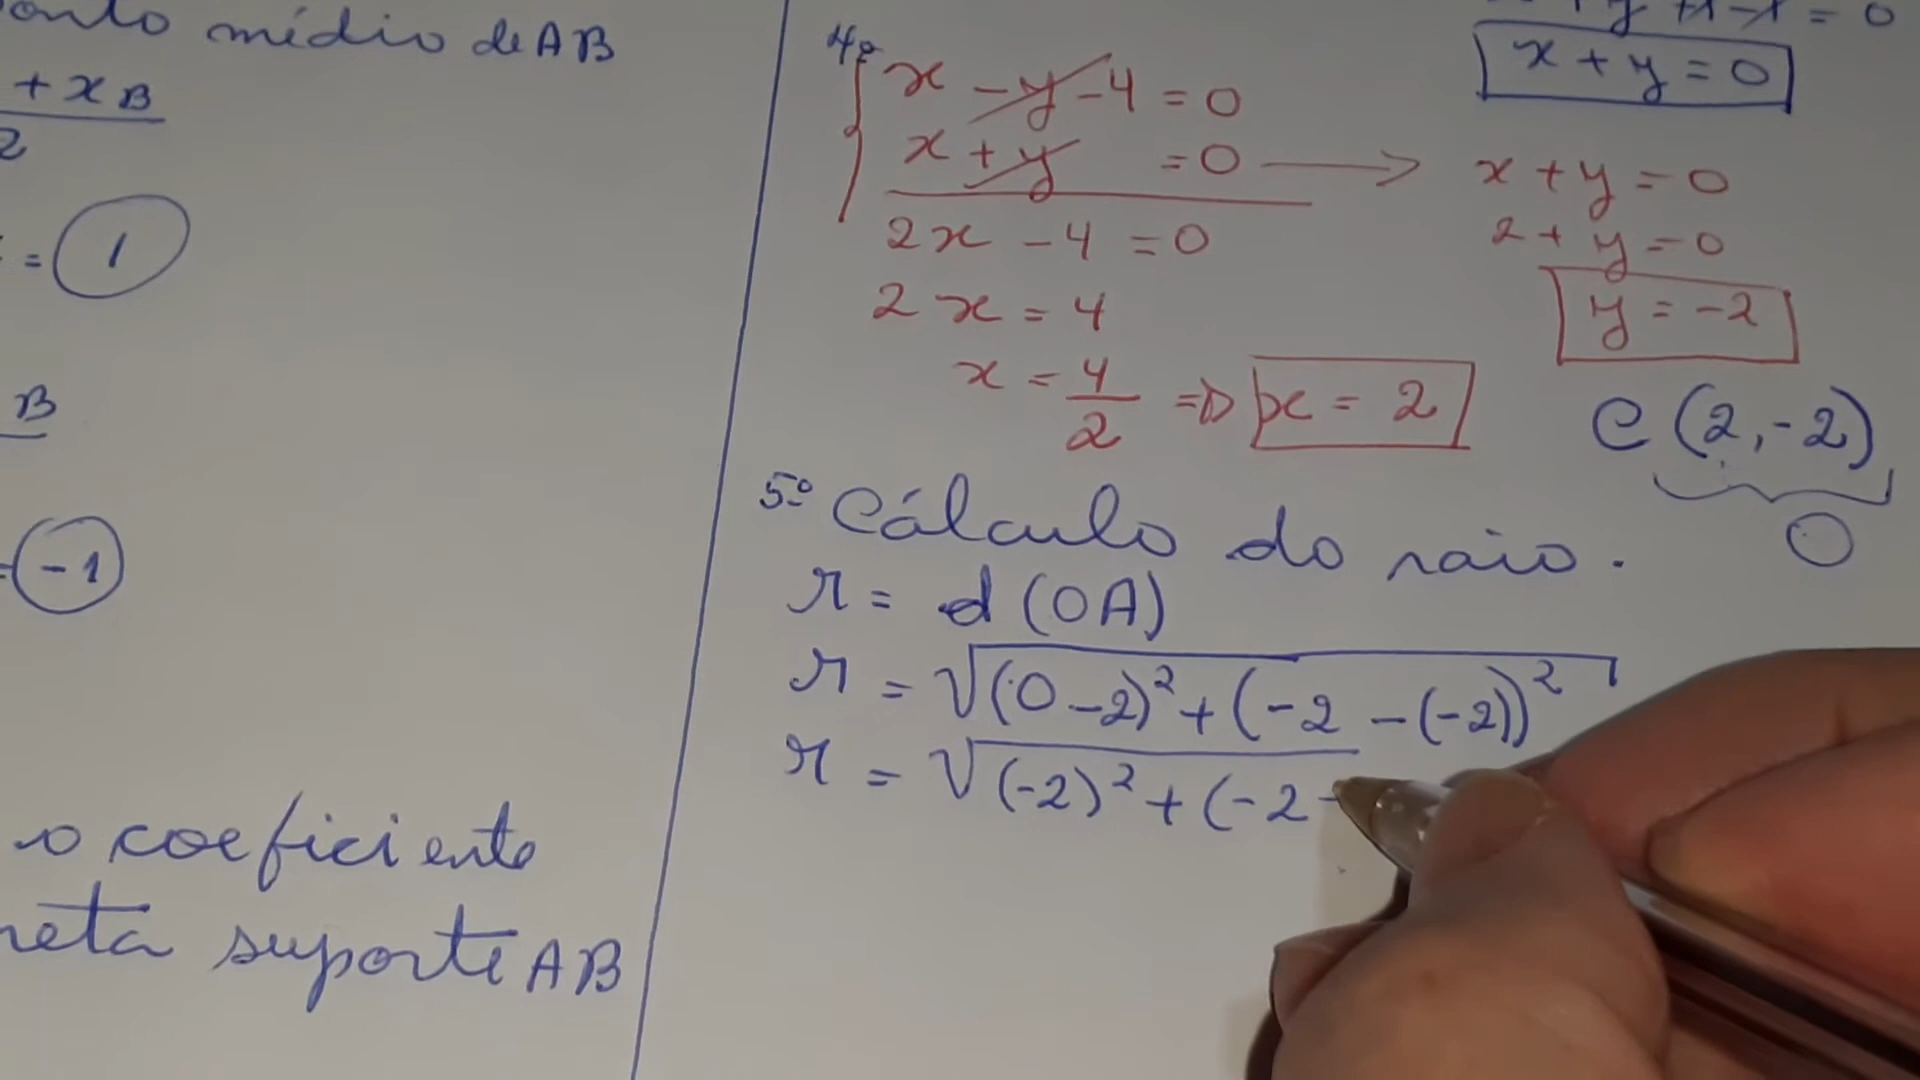 médio de AB
+ x_B
2
= 1
B
= -1
o coeficiente
reta suporte AB
4º
x - y - 4 = 0
x + y = 0
2x - 4 = 0
2x = 4
x = 4/2 => x = 2
= 0
x + y = 0
x + y = 0
2 + y = 0
y = -2
C (2, -2)
O
5º Cálculo do raio.
r = d (OA)
r = √(0 - 2)² + (-2 - (-2))²
r = √(-2)² + (-2